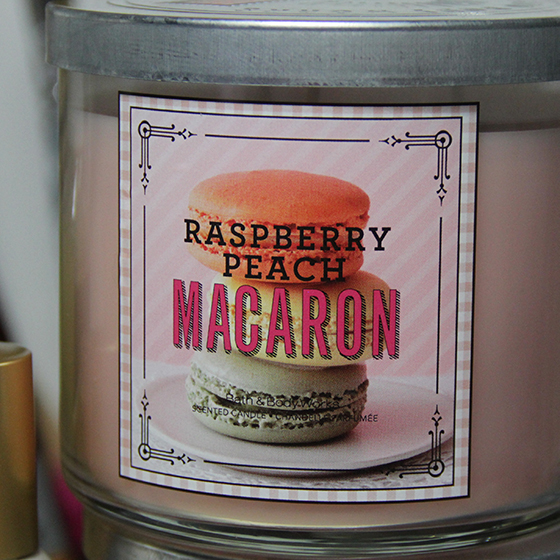 RASPBERRY
PEACH
MACARON
Bath & Body Works
SCENTED CANDLE • CHANDELLE PARFUMÉE